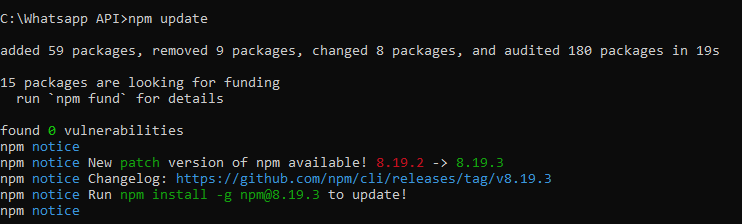 C:\Whatsapp API>npm update
added 59 packages, removed 9 packages, changed 8 packages, and audited 180 packages in 19s
15 packages are looking for funding
  run `npm fund` for details
found 0 vulnerabilities
npm notice
npm notice New patch version of npm available! 8.19.2 -> 8.19.3
npm notice Changelog: https://github.com/npm/cli/releases/tag/v8.19.3
npm notice Run npm install -g npm@8.19.3 to update!
npm notice